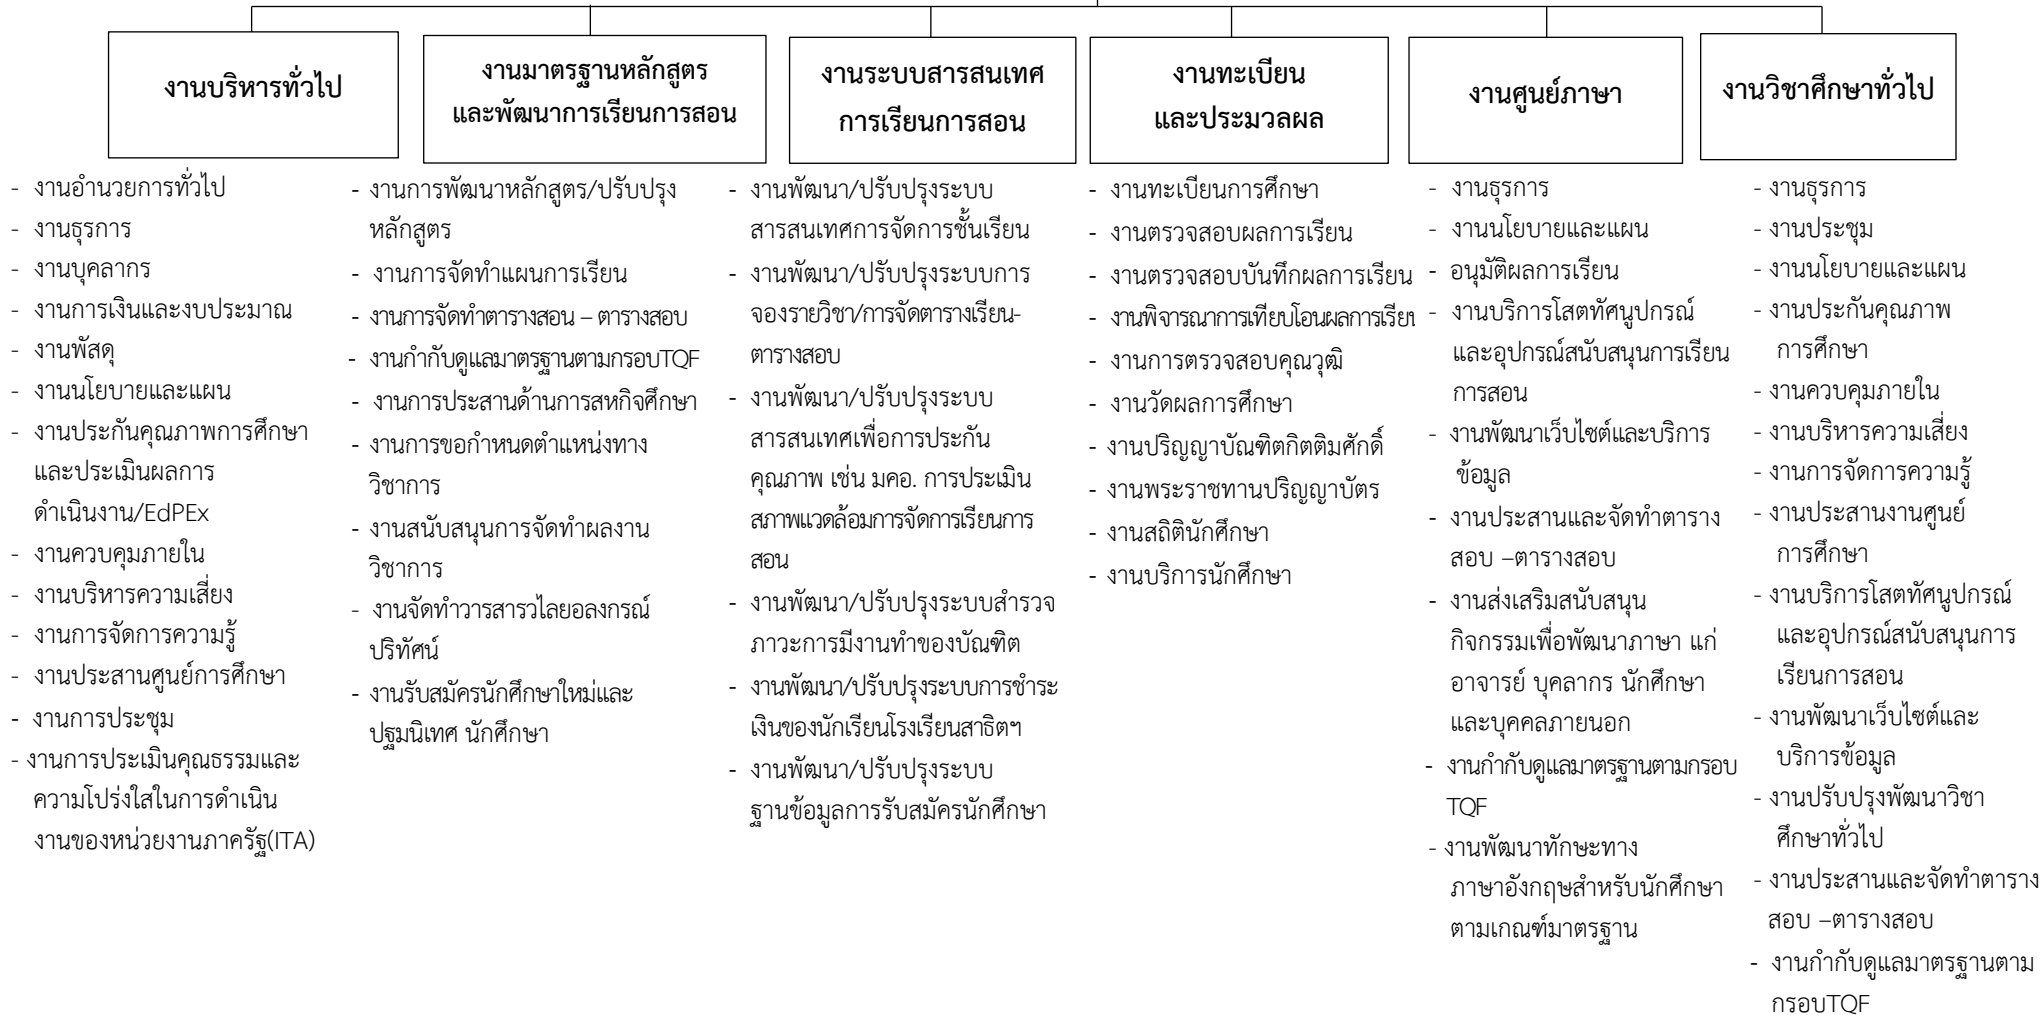 งานบริหารทั่วไป
- งานอำนวยการทั่วไป
- งานธุรการ
- งานบุคลากร
- งานการเงินและงบประมาณ
- งานพัสดุ
- งานนโยบายและแผน
- งานประกันคุณภาพการศึกษา
และประเมินผลการ
ดำเนินงาน/EdPEx
- งานควบคุมภายใน
- งานบริหารความเสี่ยง
- งานการจัดการความรู้
- งานประสานศูนย์การศึกษา
- งานการประชุม
- งานการประเมินคุณธรรมและ
ความโปร่งใสในการดำเนิน
งานของหน่วยงานภาครัฐ(ITA)
งานมาตรฐานหลักสูตร
และพัฒนาการเรียนการสอน
- งานการพัฒนาหลักสูตร/ปรับปรุง
หลักสูตร
- งานการจัดทำแผนการเรียน
- งานการจัดทำตารางสอน – ตารางสอบ
- งานกำกับดูแลมาตรฐานตามกรอบTQF
- งานการประสานด้านการสหกิจศึกษา
- งานการขอกำหนดตำแหน่งทาง
วิชาการ
- งานสนับสนุนการจัดทำผลงาน
วิชาการ
- งานจัดทำวารสารวไลยอลงกรณ์
ปริทัศน์
- งานรับสมัครนักศึกษาใหม่และ
ปฐมนิเทศ นักศึกษา
งานระบบสารสนเทศ
การเรียนการสอน
- งานพัฒนา/ปรับปรุงระบบ
สารสนเทศการจัดการชั้นเรียน
- งานพัฒนา/ปรับปรุงระบบการ
จองรายวิชา/การจัดตารางเรียน-
ตารางสอบ
- งานพัฒนา/ปรับปรุงระบบ
สารสนเทศเพื่อการประกัน
คุณภาพ เช่น มคอ. การประเมิน
สภาพแวดล้อมการจัดการเรียนการ
สอน
- งานพัฒนา/ปรับปรุงระบบสำรวจ
ภาวะการมีงานทำของบัณฑิต
- งานพัฒนา/ปรับปรุงระบบการชำระ
เงินของนักเรียนโรงเรียนสาธิตฯ
- งานพัฒนา/ปรับปรุงระบบ
ฐานข้อมูลการรับสมัครนักศึกษา
งานทะเบียน
และประมวลผล
- งานทะเบียนการศึกษา
- งานตรวจสอบผลการเรียน
- งานตรวจสอบบันทึกผลการเรียน
- งานพิจารณาการเทียบโอนผลการเรียน
- งานการตรวจสอบคุณวุฒิ
- งานวัดผลการศึกษา
- งานปริญญาบัณฑิตกิตติมศักดิ์
- งานพระราชทานปริญญาบัตร
- งานสถิตินักศึกษา
- งานบริการนักศึกษา
งานศูนย์ภาษา
- งานธุรการ
- งานนโยบายและแผน
- อนุมัติผลการเรียน
- งานบริการโสตทัศนูปกรณ์
และอุปกรณ์สนับสนุนการเรียน
การสอน
- งานพัฒนาเว็บไซต์และบริการ
ข้อมูล
- งานประสานและจัดทำตาราง
สอบ –ตารางสอบ
- งานส่งเสริมสนับสนุน
กิจกรรมเพื่อพัฒนาภาษา แก่
อาจารย์ บุคลากร นักศึกษา
และบุคคลภายนอก
- งานกำกับดูแลมาตรฐานตามกรอบ
TQF
- งานพัฒนาทักษะทาง
ภาษาอังกฤษสำหรับนักศึกษา
ตามเกณฑ์มาตรฐาน
งานวิชาศึกษาทั่วไป
- งานธุรการ
- งานประชุม
- งานนโยบายและแผน
- งานประกันคุณภาพ
การศึกษา
- งานควบคุมภายใน
- งานบริหารความเสี่ยง
- งานการจัดการความรู้
- งานประสานงานศูนย์
การศึกษา
- งานบริการโสตทัศนูปกรณ์
และอุปกรณ์สนับสนุนการ
เรียนการสอน
- งานพัฒนาเว็บไซต์และ
บริการข้อมูล
- งานปรับปรุงพัฒนาวิชา
ศึกษาทั่วไป
- งานประสานและจัดทำตาราง
สอบ –ตารางสอบ
- งานกำกับดูแลมาตรฐานตาม
กรอบTQF